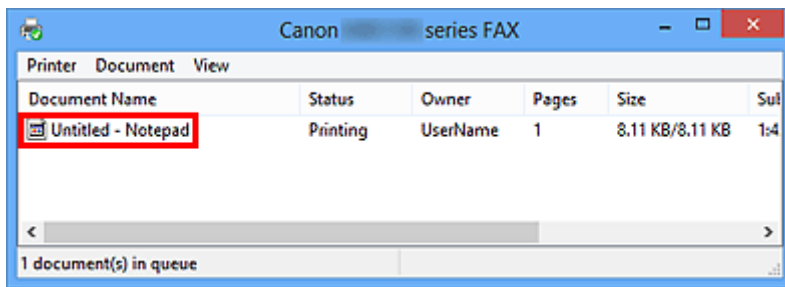 Canon series FAX
Printer Document View
Document Name Status Owner Pages Size
Untitled - Notepad Printing UserName 1 8.11 KB/8.11 KB
1 document(s) in queue